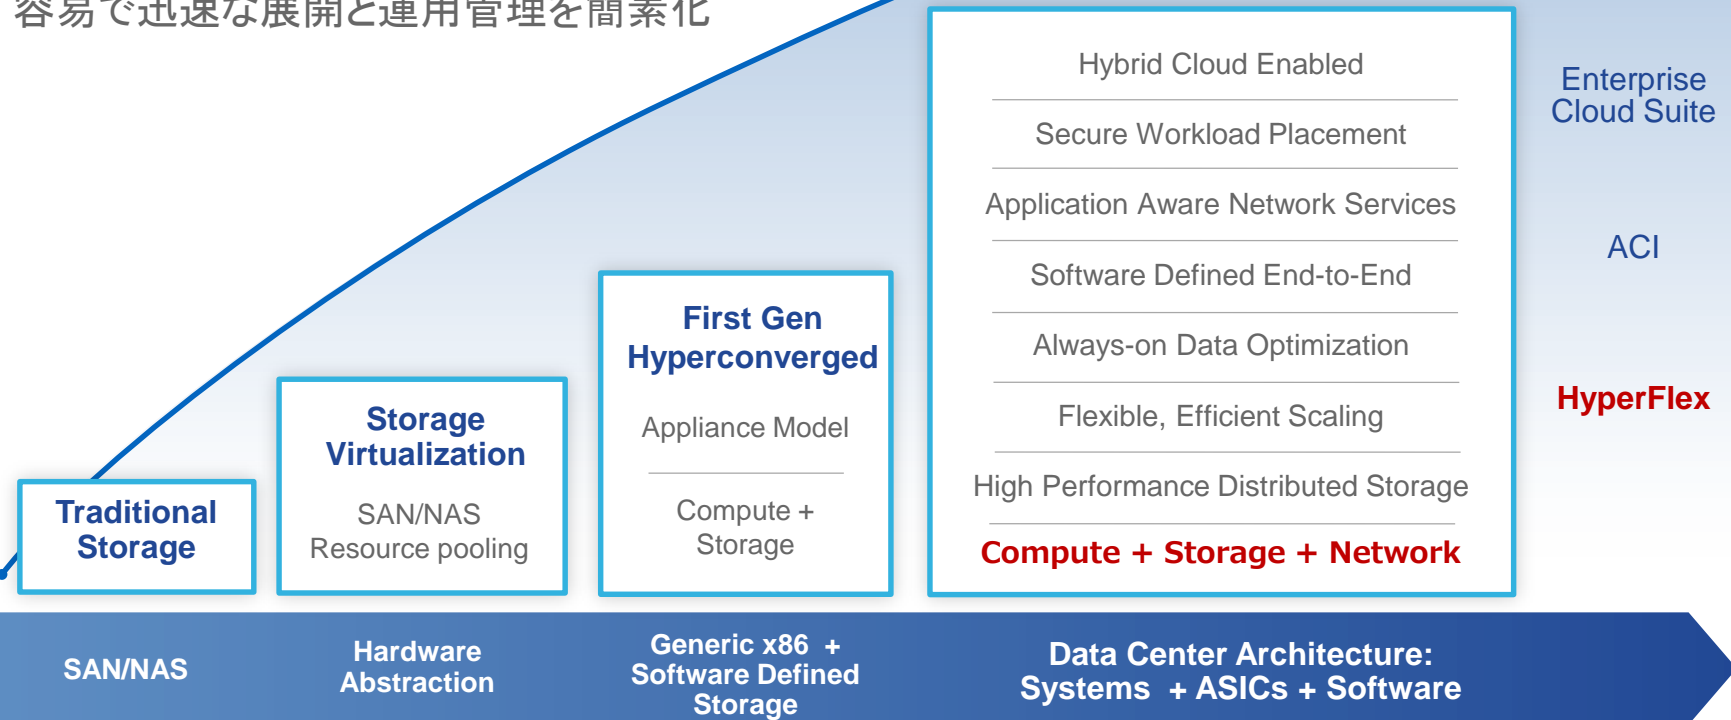 容易で迅速な展開と運用管理を簡素化
Traditional
Storage
Storage
Virtualization
SAN/NAS
Resource pooling
First Gen
Hyperconverged
Appliance Model
Compute +
Storage
Hybrid Cloud Enabled
Secure Workload Placement
Application Aware Network Services
Software Defined End-to-End
Always-on Data Optimization
Flexible, Efficient Scaling
High Performance Distributed Storage
Compute + Storage + Network
Enterprise
Cloud Suite
ACI
HyperFlex
SAN/NAS
Hardware
Abstraction
Generic x86 +
Software Defined
Storage
Data Center Architecture:
Systems + ASICs + Software